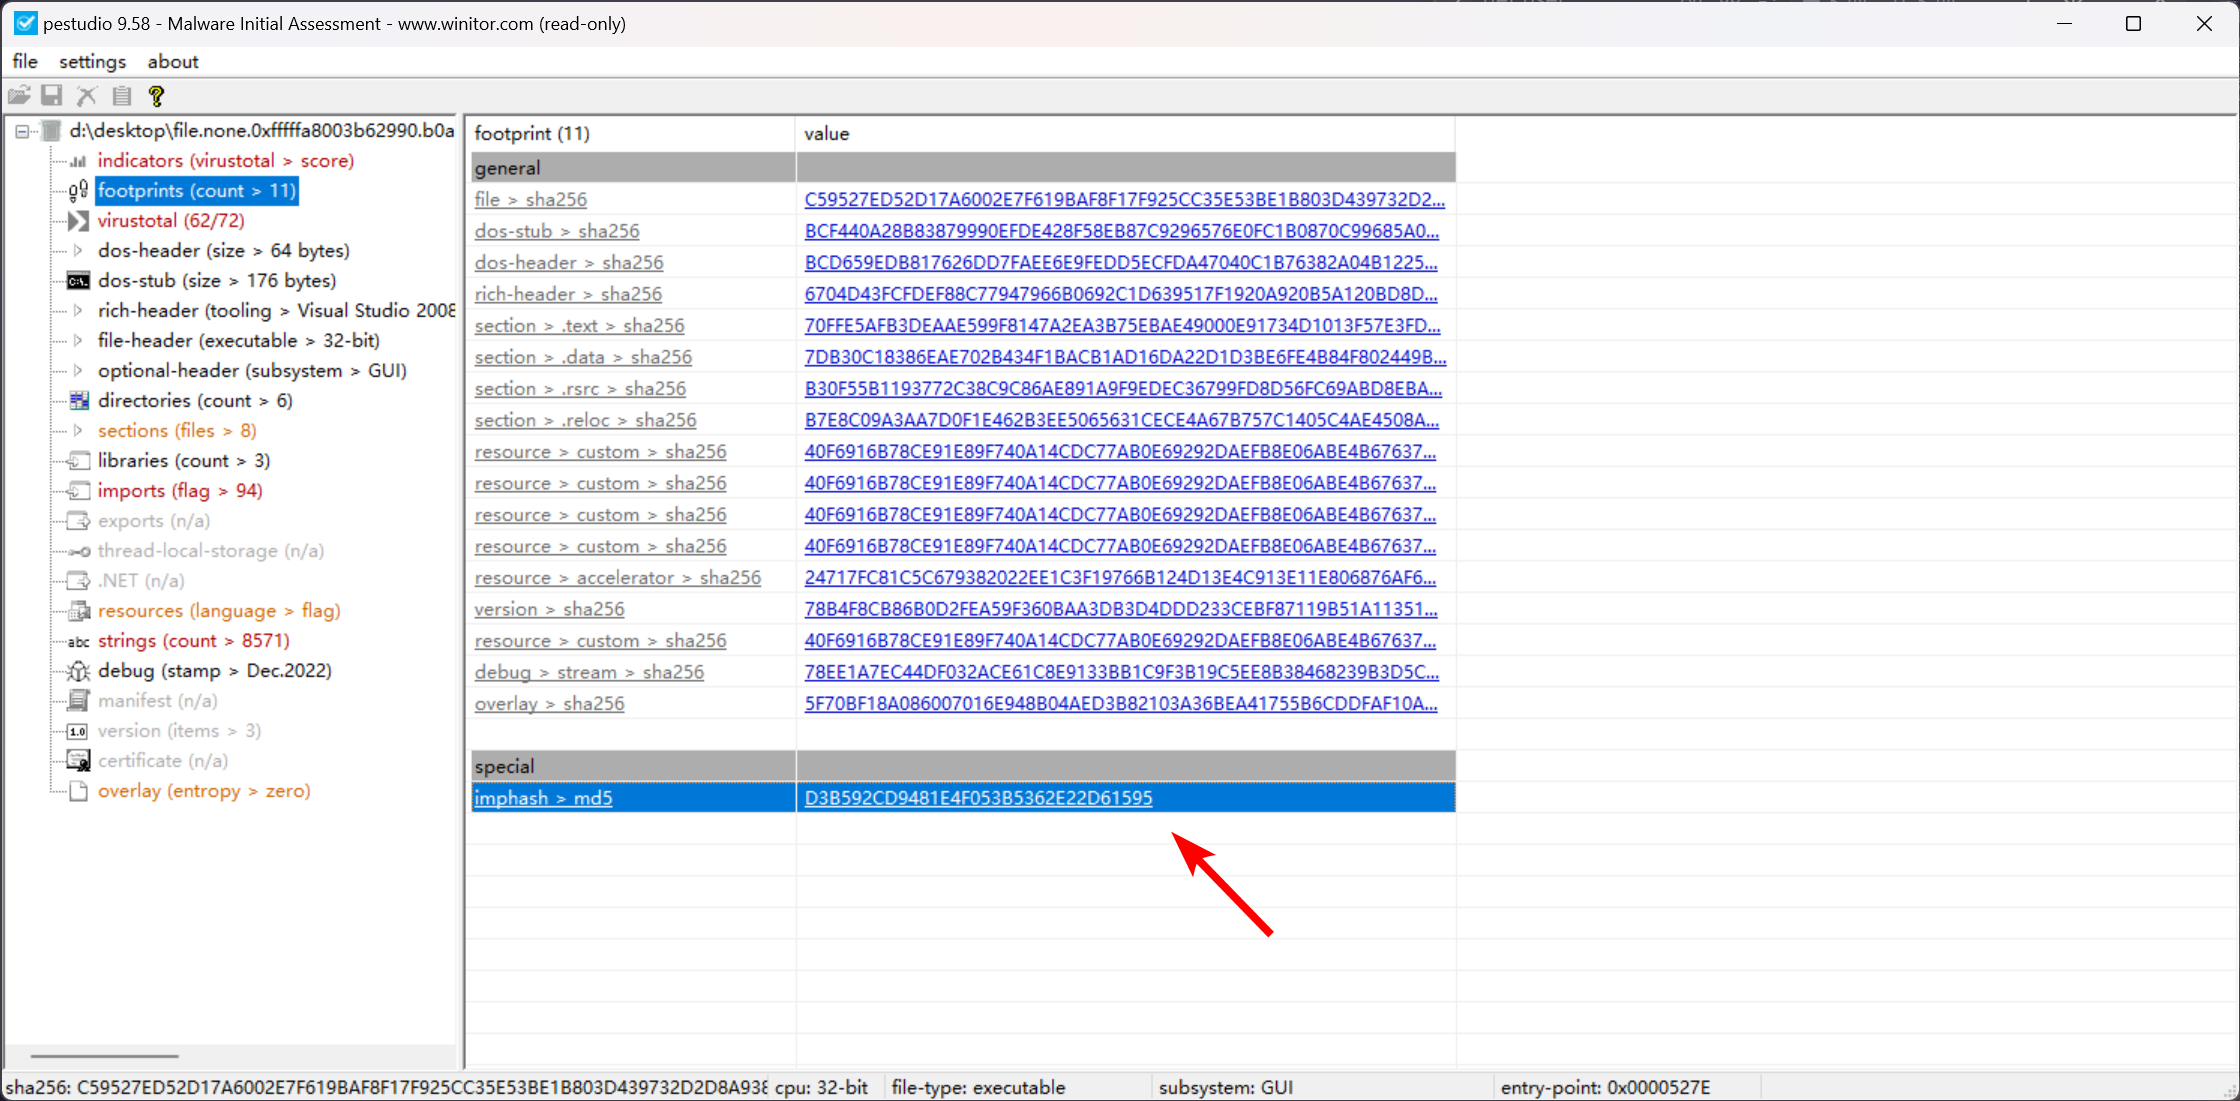 pestudio 9.58 - Malware Initial Assessment - www.winitor.com (read-only)
file settings about
d:\desktop\file.none.0xfffffa8003b62990.b0a
indicators (virustotal > score)
footprints (count > 11)
virustotal (62/72)
dos-header (size > 64 bytes)
dos-stub (size > 176 bytes)
rich-header (tooling > Visual Studio 2008
file-header (executable > 32-bit)
optional-header (subsystem > GUI)
directories (count > 6)
sections (files > 8)
libraries (count > 3)
imports (flag > 94)
exports (n/a)
thread-local-storage (n/a)
.NET (n/a)
resources (language > flag)
abc strings (count > 8571)
debug (stamp > Dec.2022)
manifest (n/a)
1.0 version (items > 3)
certificate (n/a)
overlay (entropy > zero)
footprint (11) value
general
file > sha256 C59527ED52D17A6002E7F619BAF8F17F925CC35E53BE1B803D439732D2...
dos-stub > sha256 BCF440A28B83879990EFDE428F58EB87C9296576E0FC1B0870C99685A0...
dos-header > sha256 BCD659EDB817626DD7FAEE6E9FEDD5ECFDA47040C1B76382A04B1225...
rich-header > sha256 6704D43FCFDEF88C77947966B0692C1D639517F1920A920B5A120BD8D...
section > .text > sha256 70FFE5AFB3DEAAE599F8147A2EA3B75EBAE49000E91734D1013F57E3FD...
section > .data > sha256 7DB30C18386EAE702B434F1BACB1AD16DA22D1D3BE6FE4B84F802449B...
section > .rsrc > sha256 B30F55B1193772C38C9C86AE891A9F9EDEC36799FD8D56FC69ABD8EBA...
section > .reloc > sha256 B7E8C09A3AA7D0F1E462B3EE5065631CECE4A67B757C1405C4AE4508A...
resource > custom > sha256 40F6916B78CE91E89F740A14CDC77AB0E69292DAEFB8E06ABE4B67637...
resource > custom > sha256 40F6916B78CE91E89F740A14CDC77AB0E69292DAEFB8E06ABE4B67637...
resource > custom > sha256 40F6916B78CE91E89F740A14CDC77AB0E69292DAEFB8E06ABE4B67637...
resource > custom > sha256 40F6916B78CE91E89F740A14CDC77AB0E69292DAEFB8E06ABE4B67637...
resource > accelerator > sha256 24717FC81C5C679382022EE1C3F19766B124D13E4C913E11E806876AF6...
version > sha256 78B4F8CB86B0D2FEA59F360BAA3DB3D4DDD233CEBF87119B51A11351...
resource > custom > sha256 40F6916B78CE91E89F740A14CDC77AB0E69292DAEFB8E06ABE4B67637...
debug > stream > sha256 78EE1A7EC44DF032ACE61C8E9133BB1C9F3B19C5EE8B38468239B3D5C...
overlay > sha256 5F70BF18A086007016E948B04AED3B82103A36BEA41755B6CDDFAF10A...
special
imphash > md5 D3B592CD9481E4F053B5362E22D61595
sha256: C59527ED52D17A6002E7F619BAF8F17F925CC35E53BE1B803D439732D2D8A938 cpu: 32-bit file-type: executable subsystem: GUI entry-point: 0x0000527E